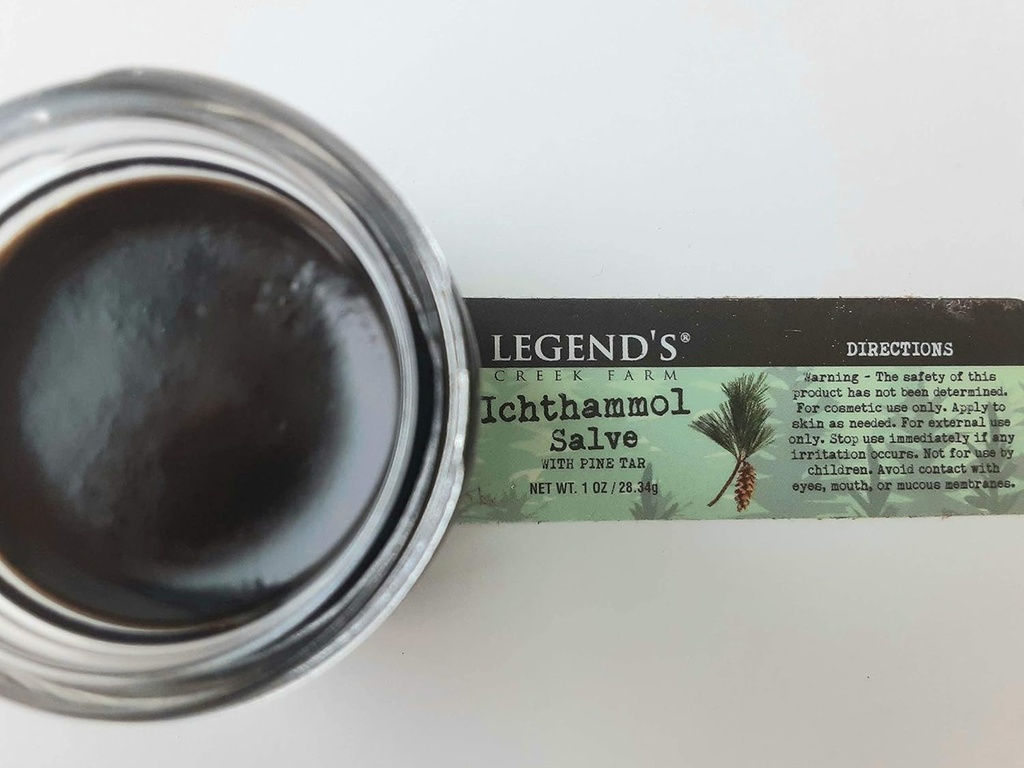 LEGEND'S®
CREEK FARM
Ichthammol
Salve
WITH PINE TAR
NET WT. 1 OZ / 28.34g
DIRECTIONS
Warning - The safety of this
product has not been determined.
For cosmetic use only. Apply to
skin as needed. For external use
only. Stop use immediately if any
irritation occurs. Not for use by
children. Avoid contact with
eyes, mouth, or mucous membranes.